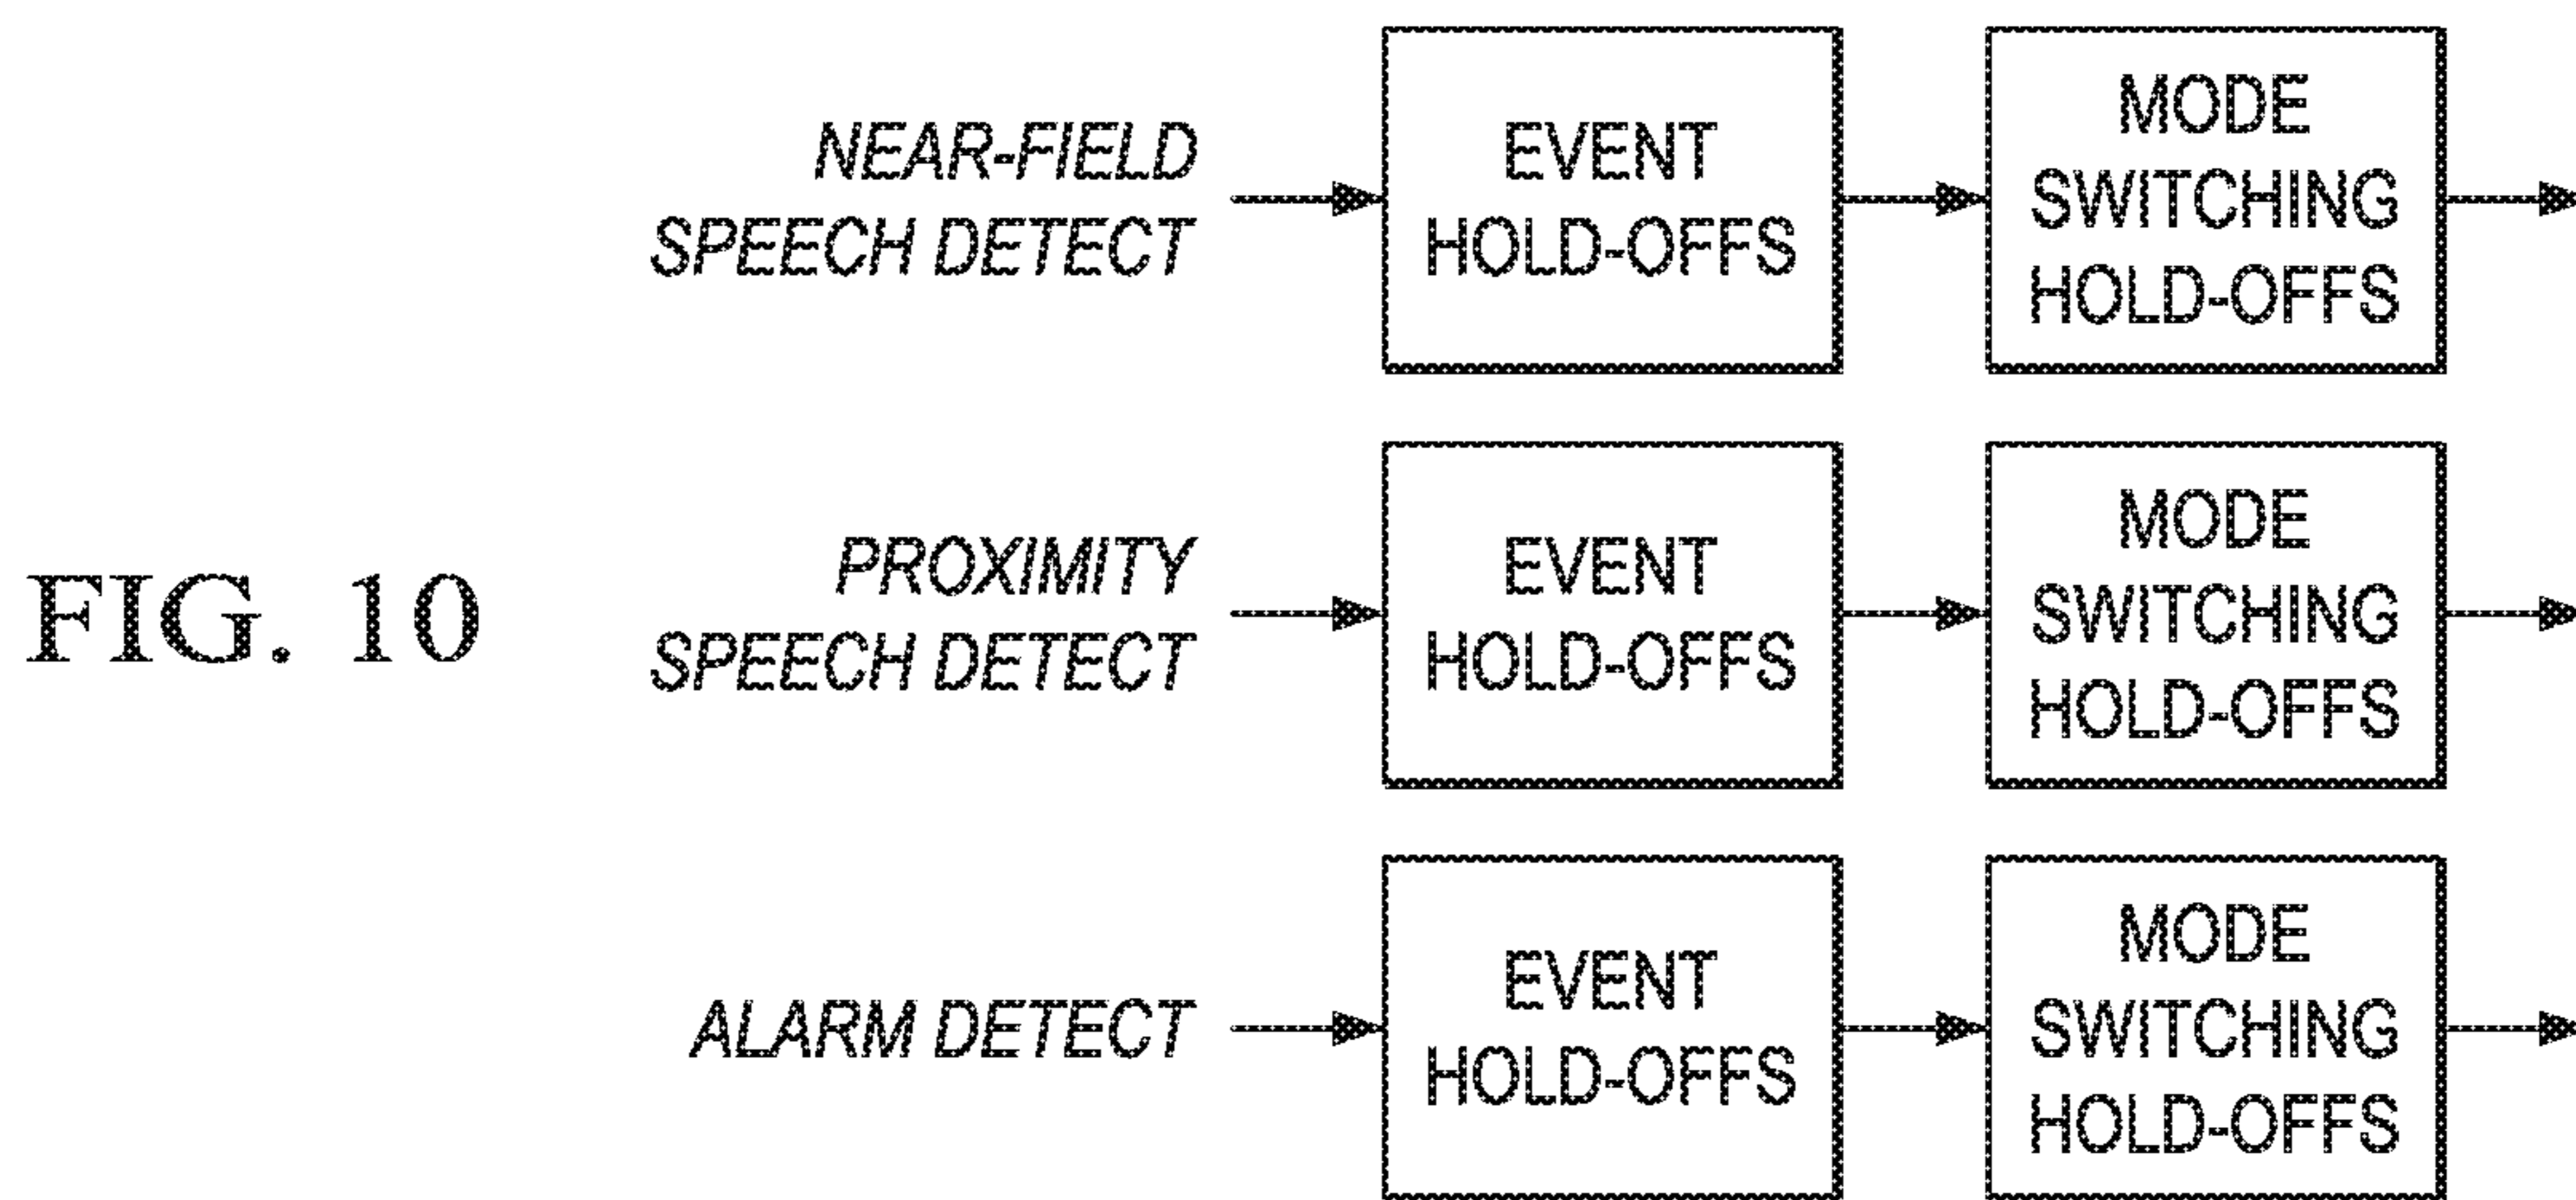 NEAR-FIELD
SPEECH DETECT
EVENT
HOLD-OFFS
MODE
SWITCHING
HOLD-OFFS
FIG. 10
PROXIMITY
SPEECH DETECT
EVENT
HOLD-OFFS
MODE
SWITCHING
HOLD-OFFS
ALARM DETECT
EVENT
HOLD-OFFS
MODE
SWITCHING
HOLD-OFFS